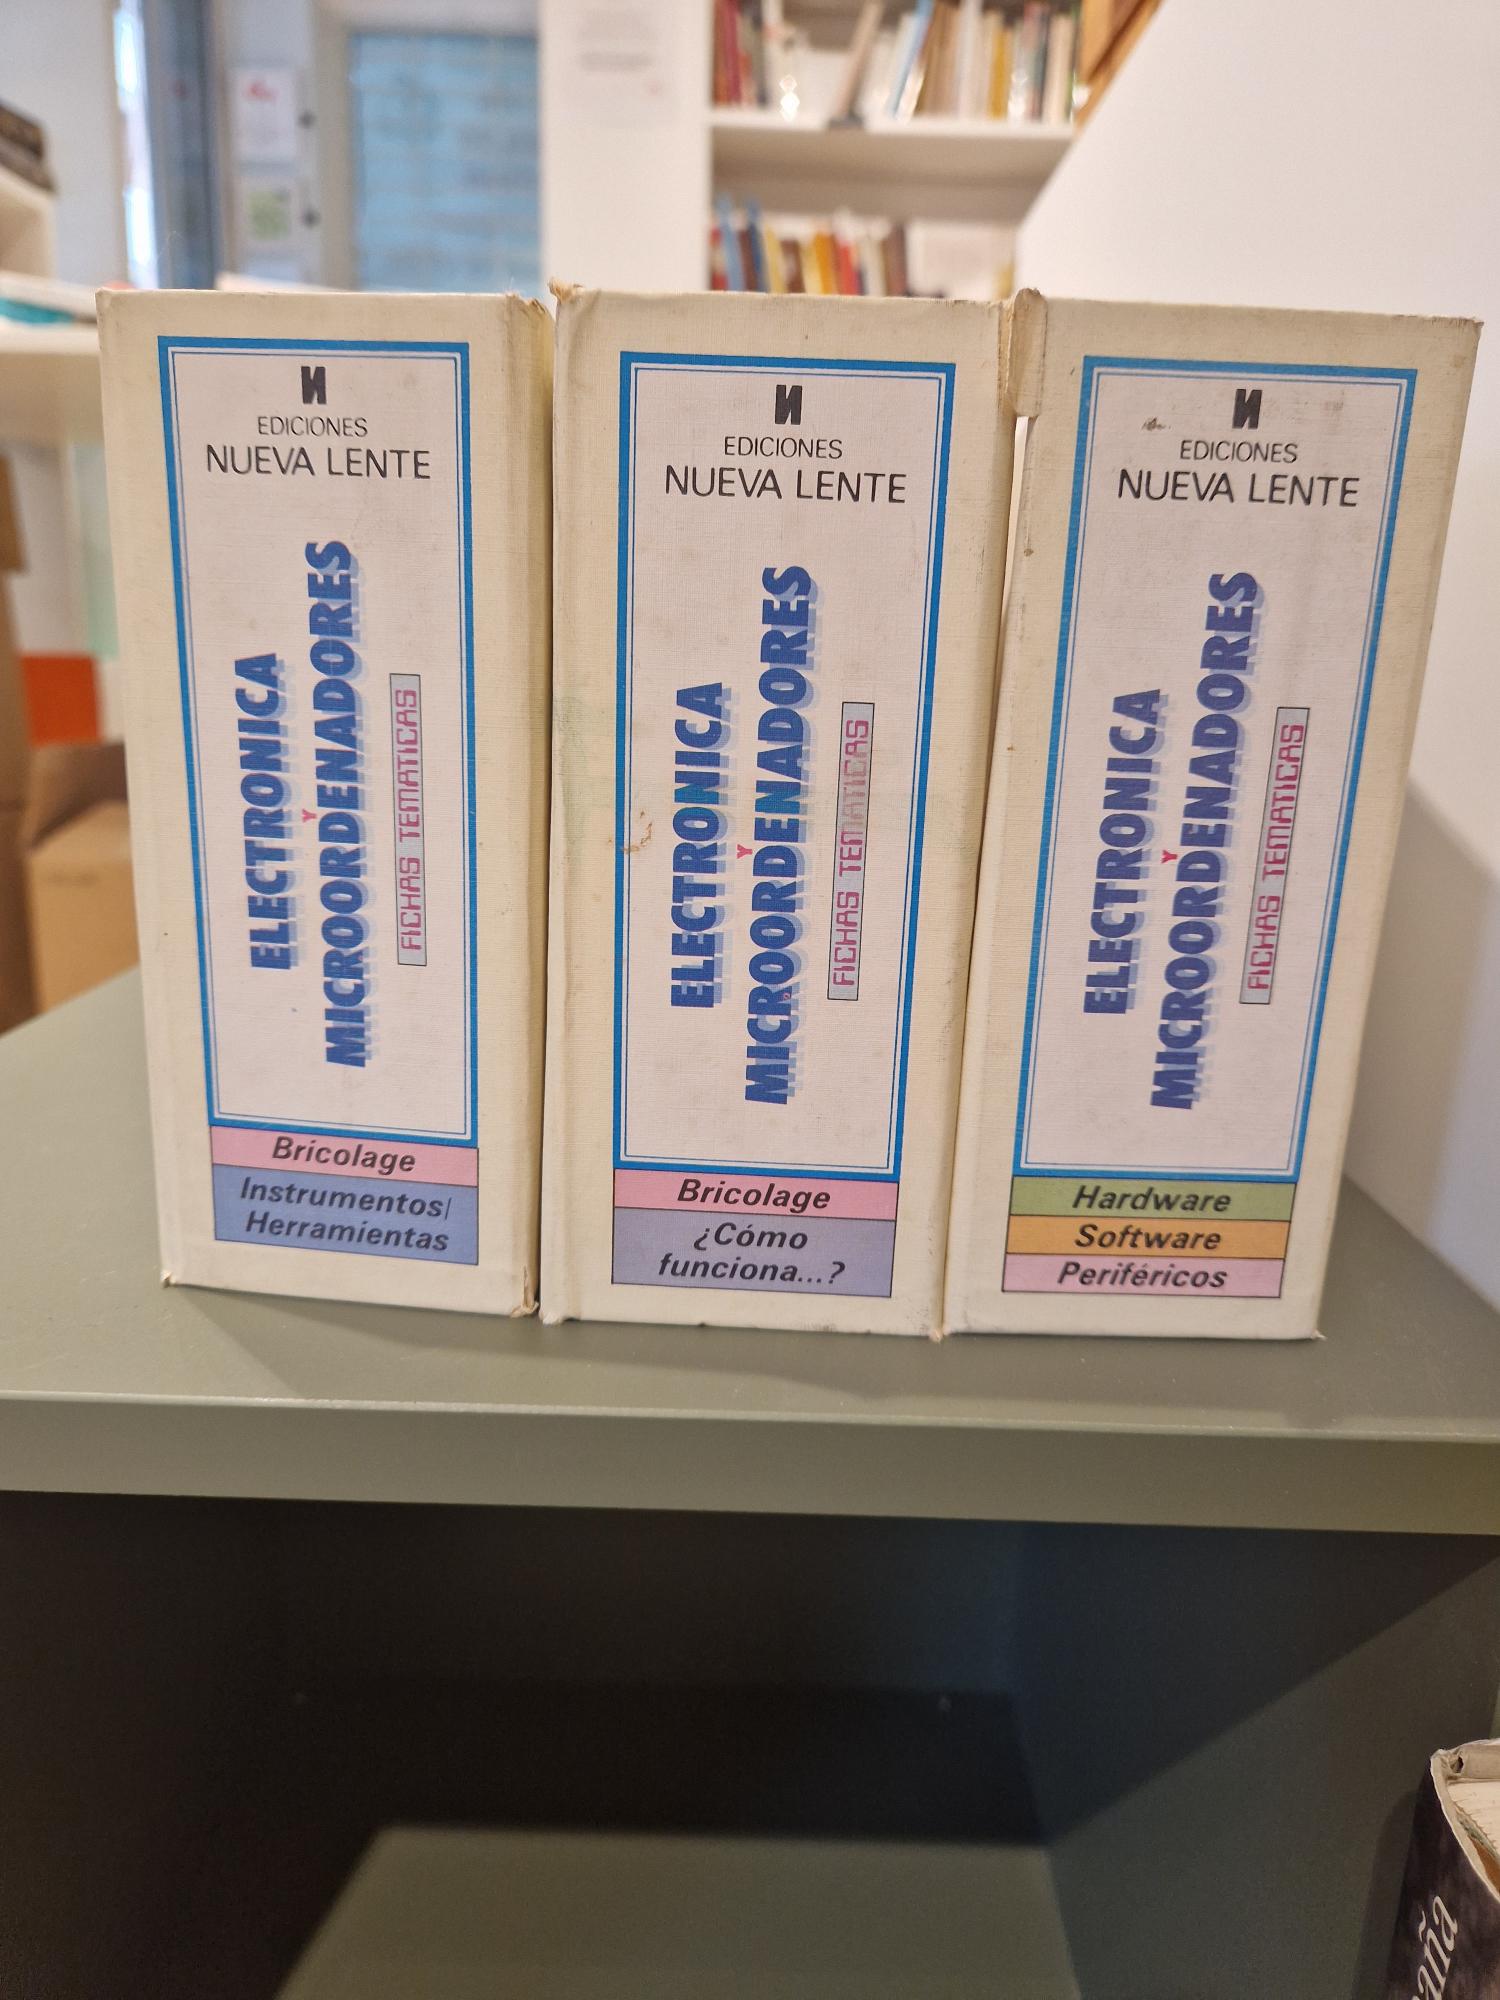 EDICIONES
NUEVA LENTE
ELECTRONICA
Y
MICROORDENADORES
FICHAS TEMATICAS
Bricolage
Instrumentos/
Herramientas
EDICIONES
NUEVA LENTE
ELECTRONICA
Y
MICROORDENADORES
FICHAS TEMATICAS
Bricolage
¿Cómo
funciona...?
EDICIONES
NUEVA LENTE
ELECTRONICA
Y
MICROORDENADORES
FICHAS TEMATICAS
Hardware
Software
Periféricos